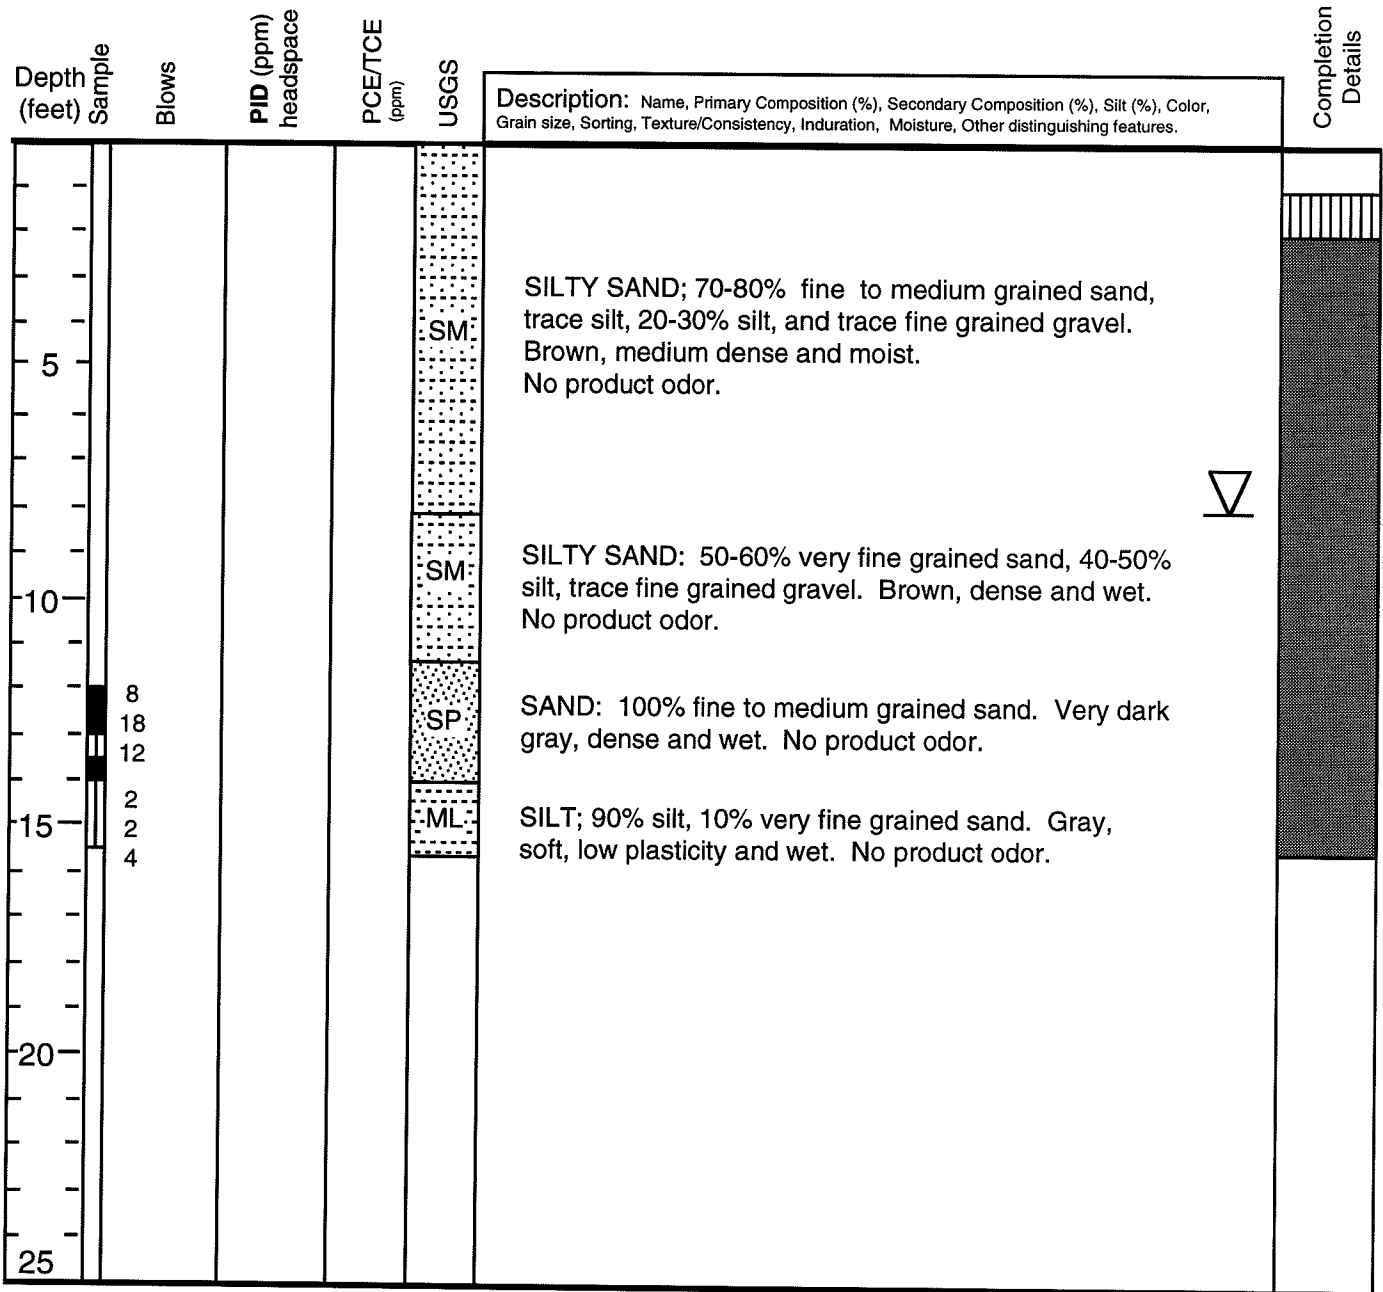 Depth
(feet)
Sample
Blows
PID (ppm)
headspace
PCE/TCE
(ppm)
USGS
Description: Name, Primary Composition (%), Secondary Composition (%), Silt (%), Color,
Grain size, Sorting, Texture/Consistency, Induration, Moisture, Other distinguishing features.
Completion
Details
SILTY SAND; 70-80% fine to medium grained sand,
SM
trace silt, 20-30% silt, and trace fine grained gravel.
5
Brown, medium dense and moist.
No product odor.
SILTY SAND: 50-60% very fine grained sand, 40-50%
SM
10
silt, trace fine grained gravel. Brown, dense and wet.
No product odor.
8
18
12
SP
SAND: 100% fine to medium grained sand. Very dark
gray, dense and wet. No product odor.
2
15
2
4
ML
SILT; 90% silt, 10% very fine grained sand. Gray,
soft, low plasticity and wet. No product odor.
20
25